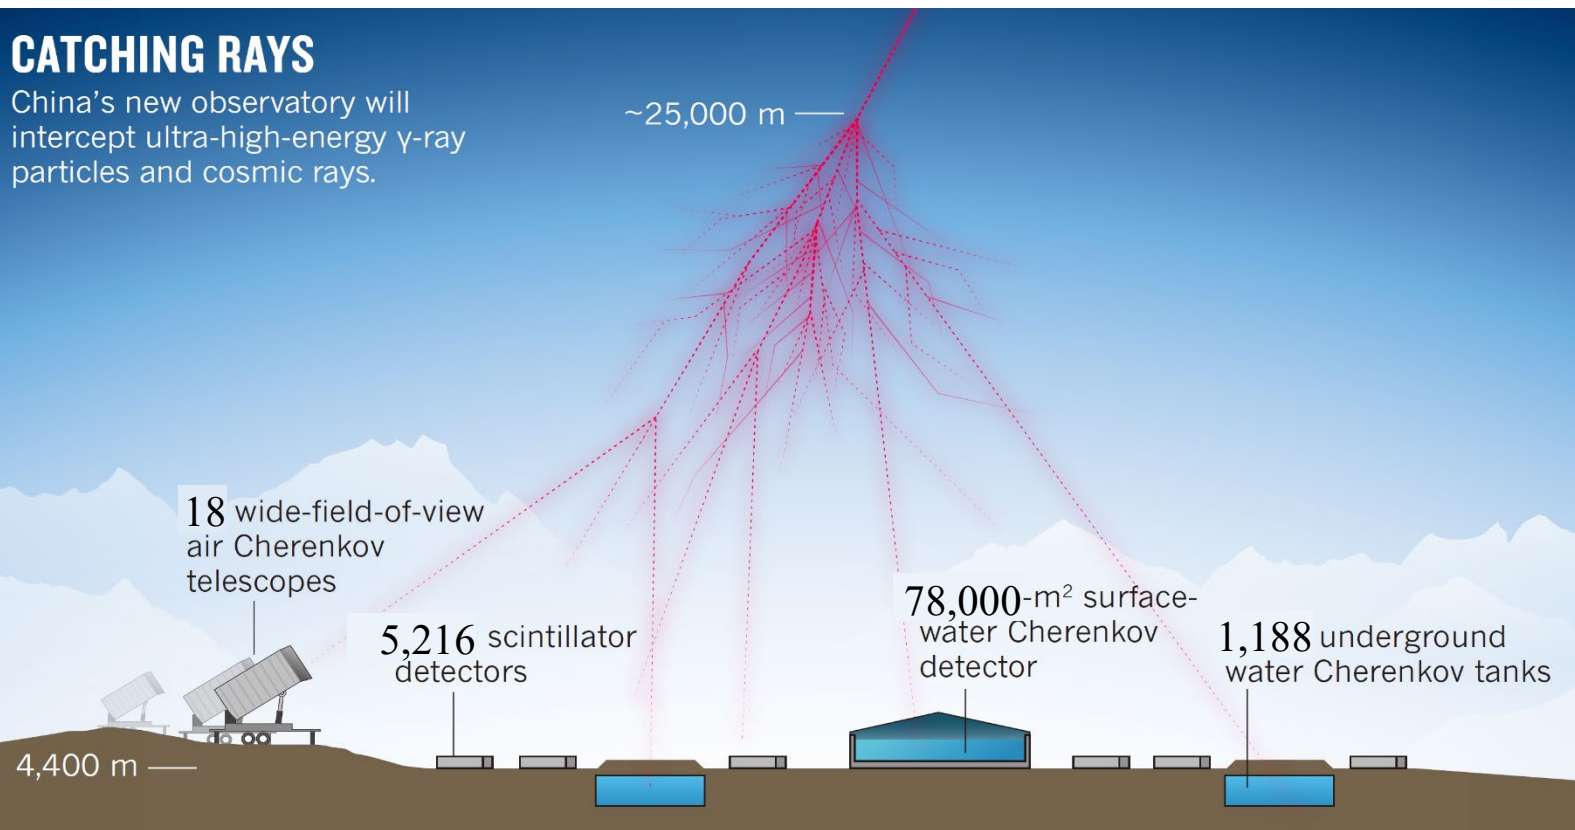 CATCHING RAYS
China's new observatory will
intercept ultra-high-energy γ-ray
particles and cosmic rays.
~25,000 m
18 wide-field-of-view
air Cherenkov
telescopes
5,216 scintillator
detectors
78,000-m² surface-
water Cherenkov
detector
1,188 underground
water Cherenkov tanks
4,400 m